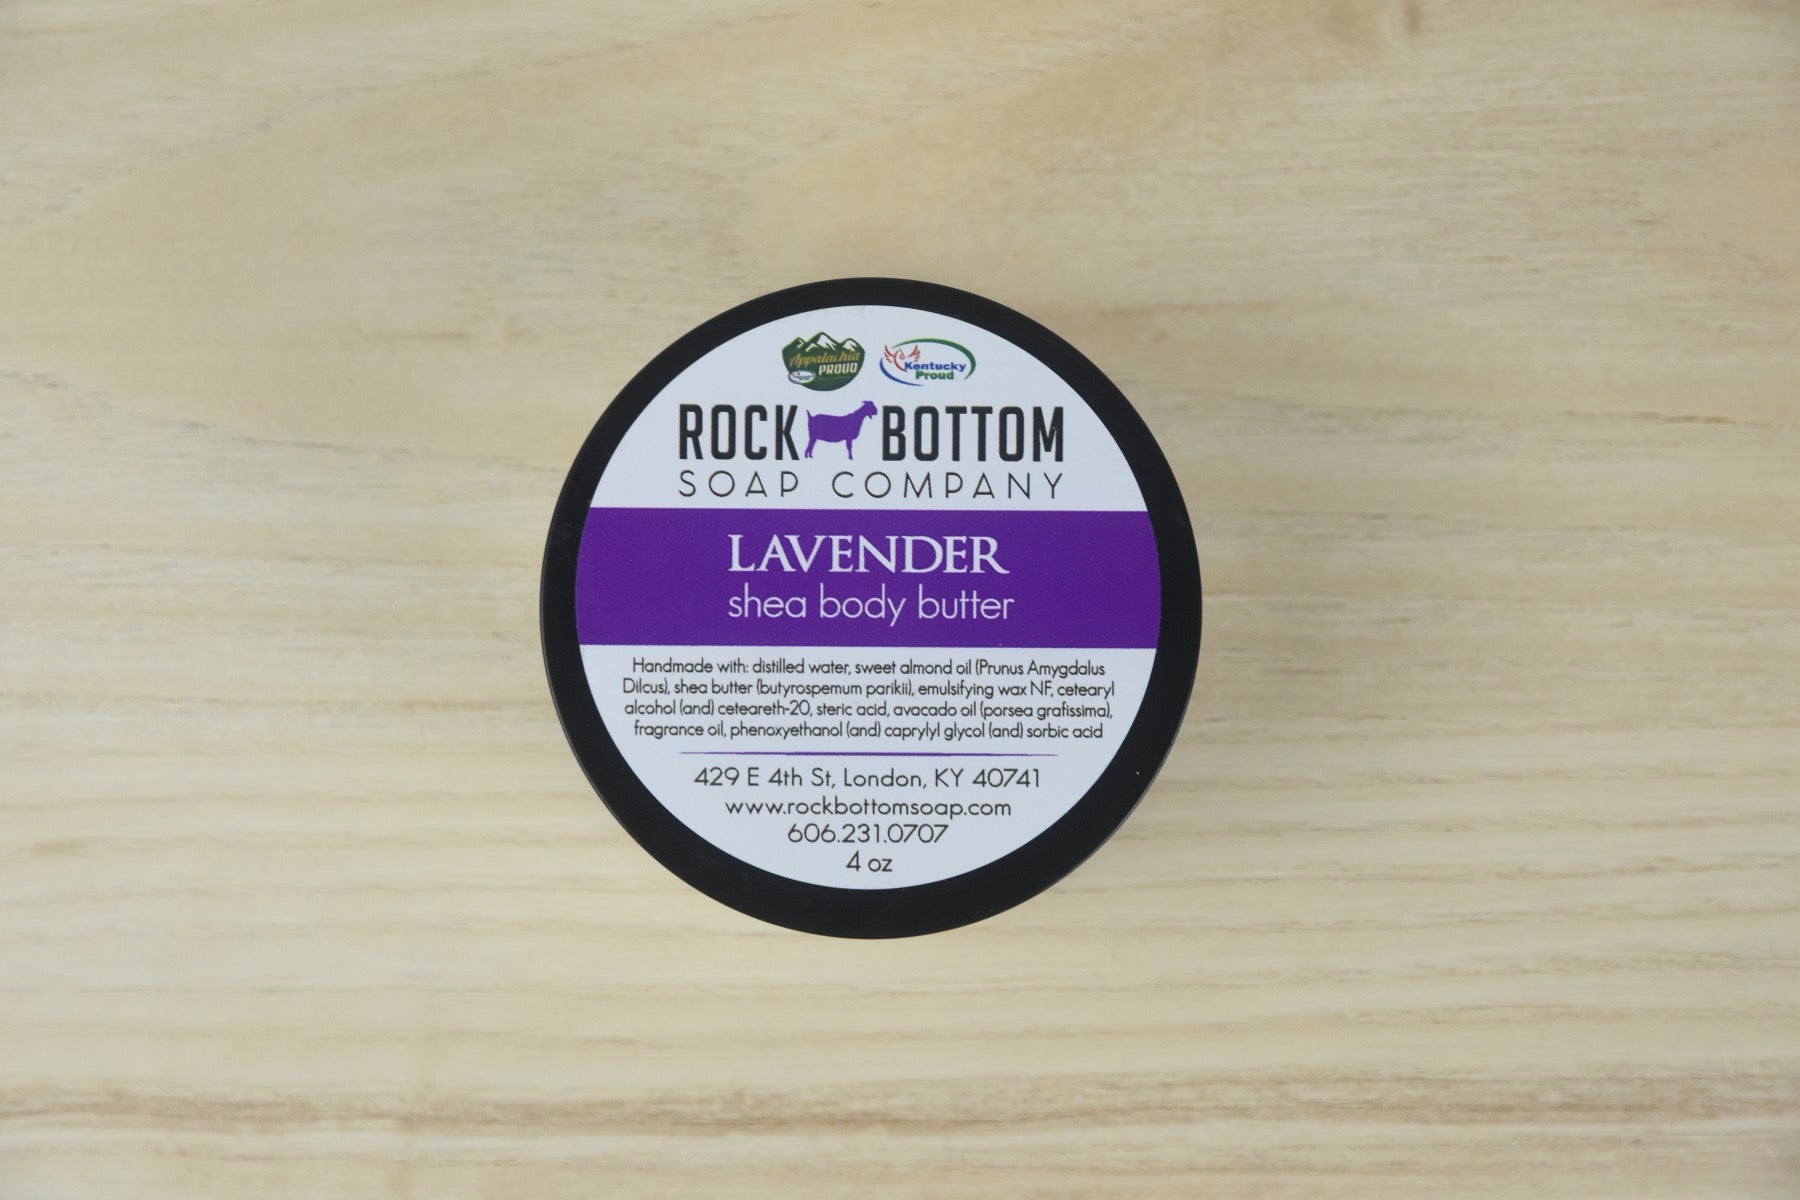 Appalachia
PROUD
Kentucky
Proud
ROCK BOTTOM
SOAP COMPANY
LAVENDER
shea body butter
Handmade with: distilled water, sweet almond oil (Prunus Amygdalus
Dilcus), shea butter (butyrospemum parikii), emulsifying wax NF, cetearyl
alcohol (and) ceteareth-20, steric acid, avacado oil (porsea grafissima),
fragrance oil, phenoxyethanol (and) caprylyl glycol (and) sorbic acid
429 E 4th St, London, KY 40741
www.rockbottomsoap.com
606.231.0707
4 oz